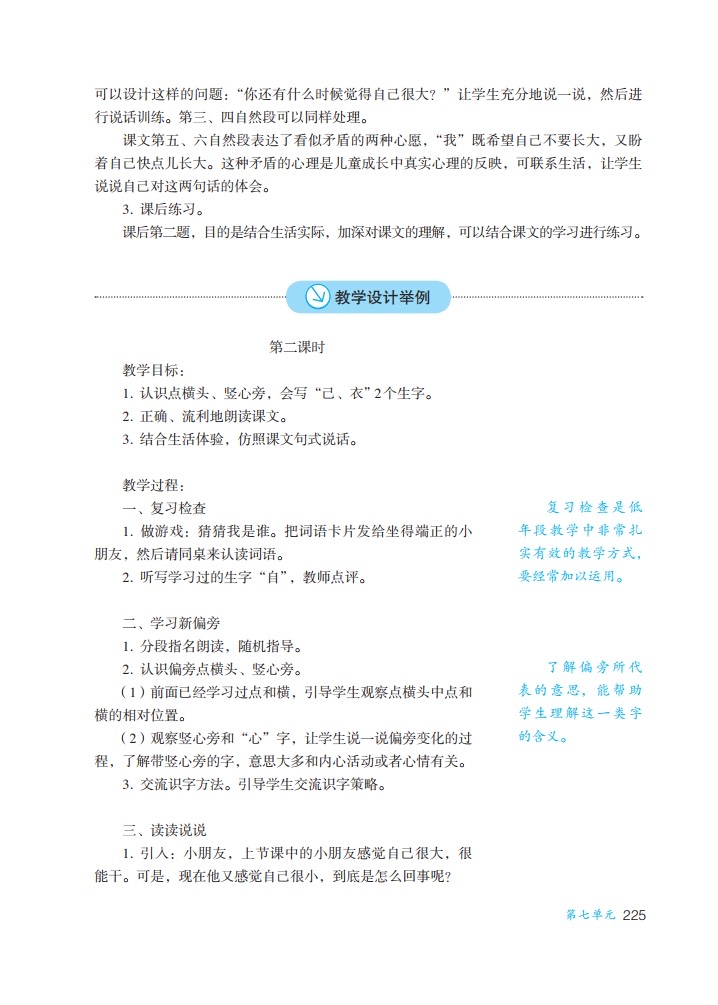 可以设计这样的问题：“你还有什么时候觉得自己很大？”让学生充分地说一说，然后进
行说话训练。第三、四自然段可以同样处理。
课文第五、六自然段表达了看似矛盾的两种心愿，“我”既希望自己不要长大，又盼
着自己快点儿长大。这种矛盾的心理是儿童成长中真实心理的反映，可联系生活，让学生
说说自己对这两句话的体会。
3. 课后练习。
课后第二题，目的是结合生活实际，加深对课文的理解，可以结合课文的学习进行练习。
教学设计举例
第二课时
教学目标：
1. 认识点横头、竖心旁，会写“己、衣”2个生字。
2. 正确、流利地朗读课文。
3. 结合生活体验，仿照课文句式说话。
教学过程：
一、复习检查
1. 做游戏：猜猜我是谁。把词语卡片发给坐得端正的小
朋友，然后请同桌来认读词语。
2. 听写学习过的生字“自”，教师点评。
复习检查是低
年段教学中非常扎
实有效的教学方式，
要经常加以运用。
二、学习新偏旁
1. 分段指名朗读，随机指导。
2. 认识偏旁点横头、竖心旁。
（1）前面已经学习过点和横，引导学生观察点横头中点和
横的相对位置。
（2）观察竖心旁和“心”字，让学生说一说偏旁变化的过
程，了解带竖心旁的字，意思大多和内心活动或者心情有关。
3. 交流识字方法。引导学生交流识字策略。
了解偏旁所代
表的意思，能帮助
学生理解这一类字
的含义。
三、读读说说
1. 引入：小朋友，上节课中的小朋友感觉自己很大，很
能干。可是，现在他又感觉自己很小，到底是怎么回事呢？
第七单元 225